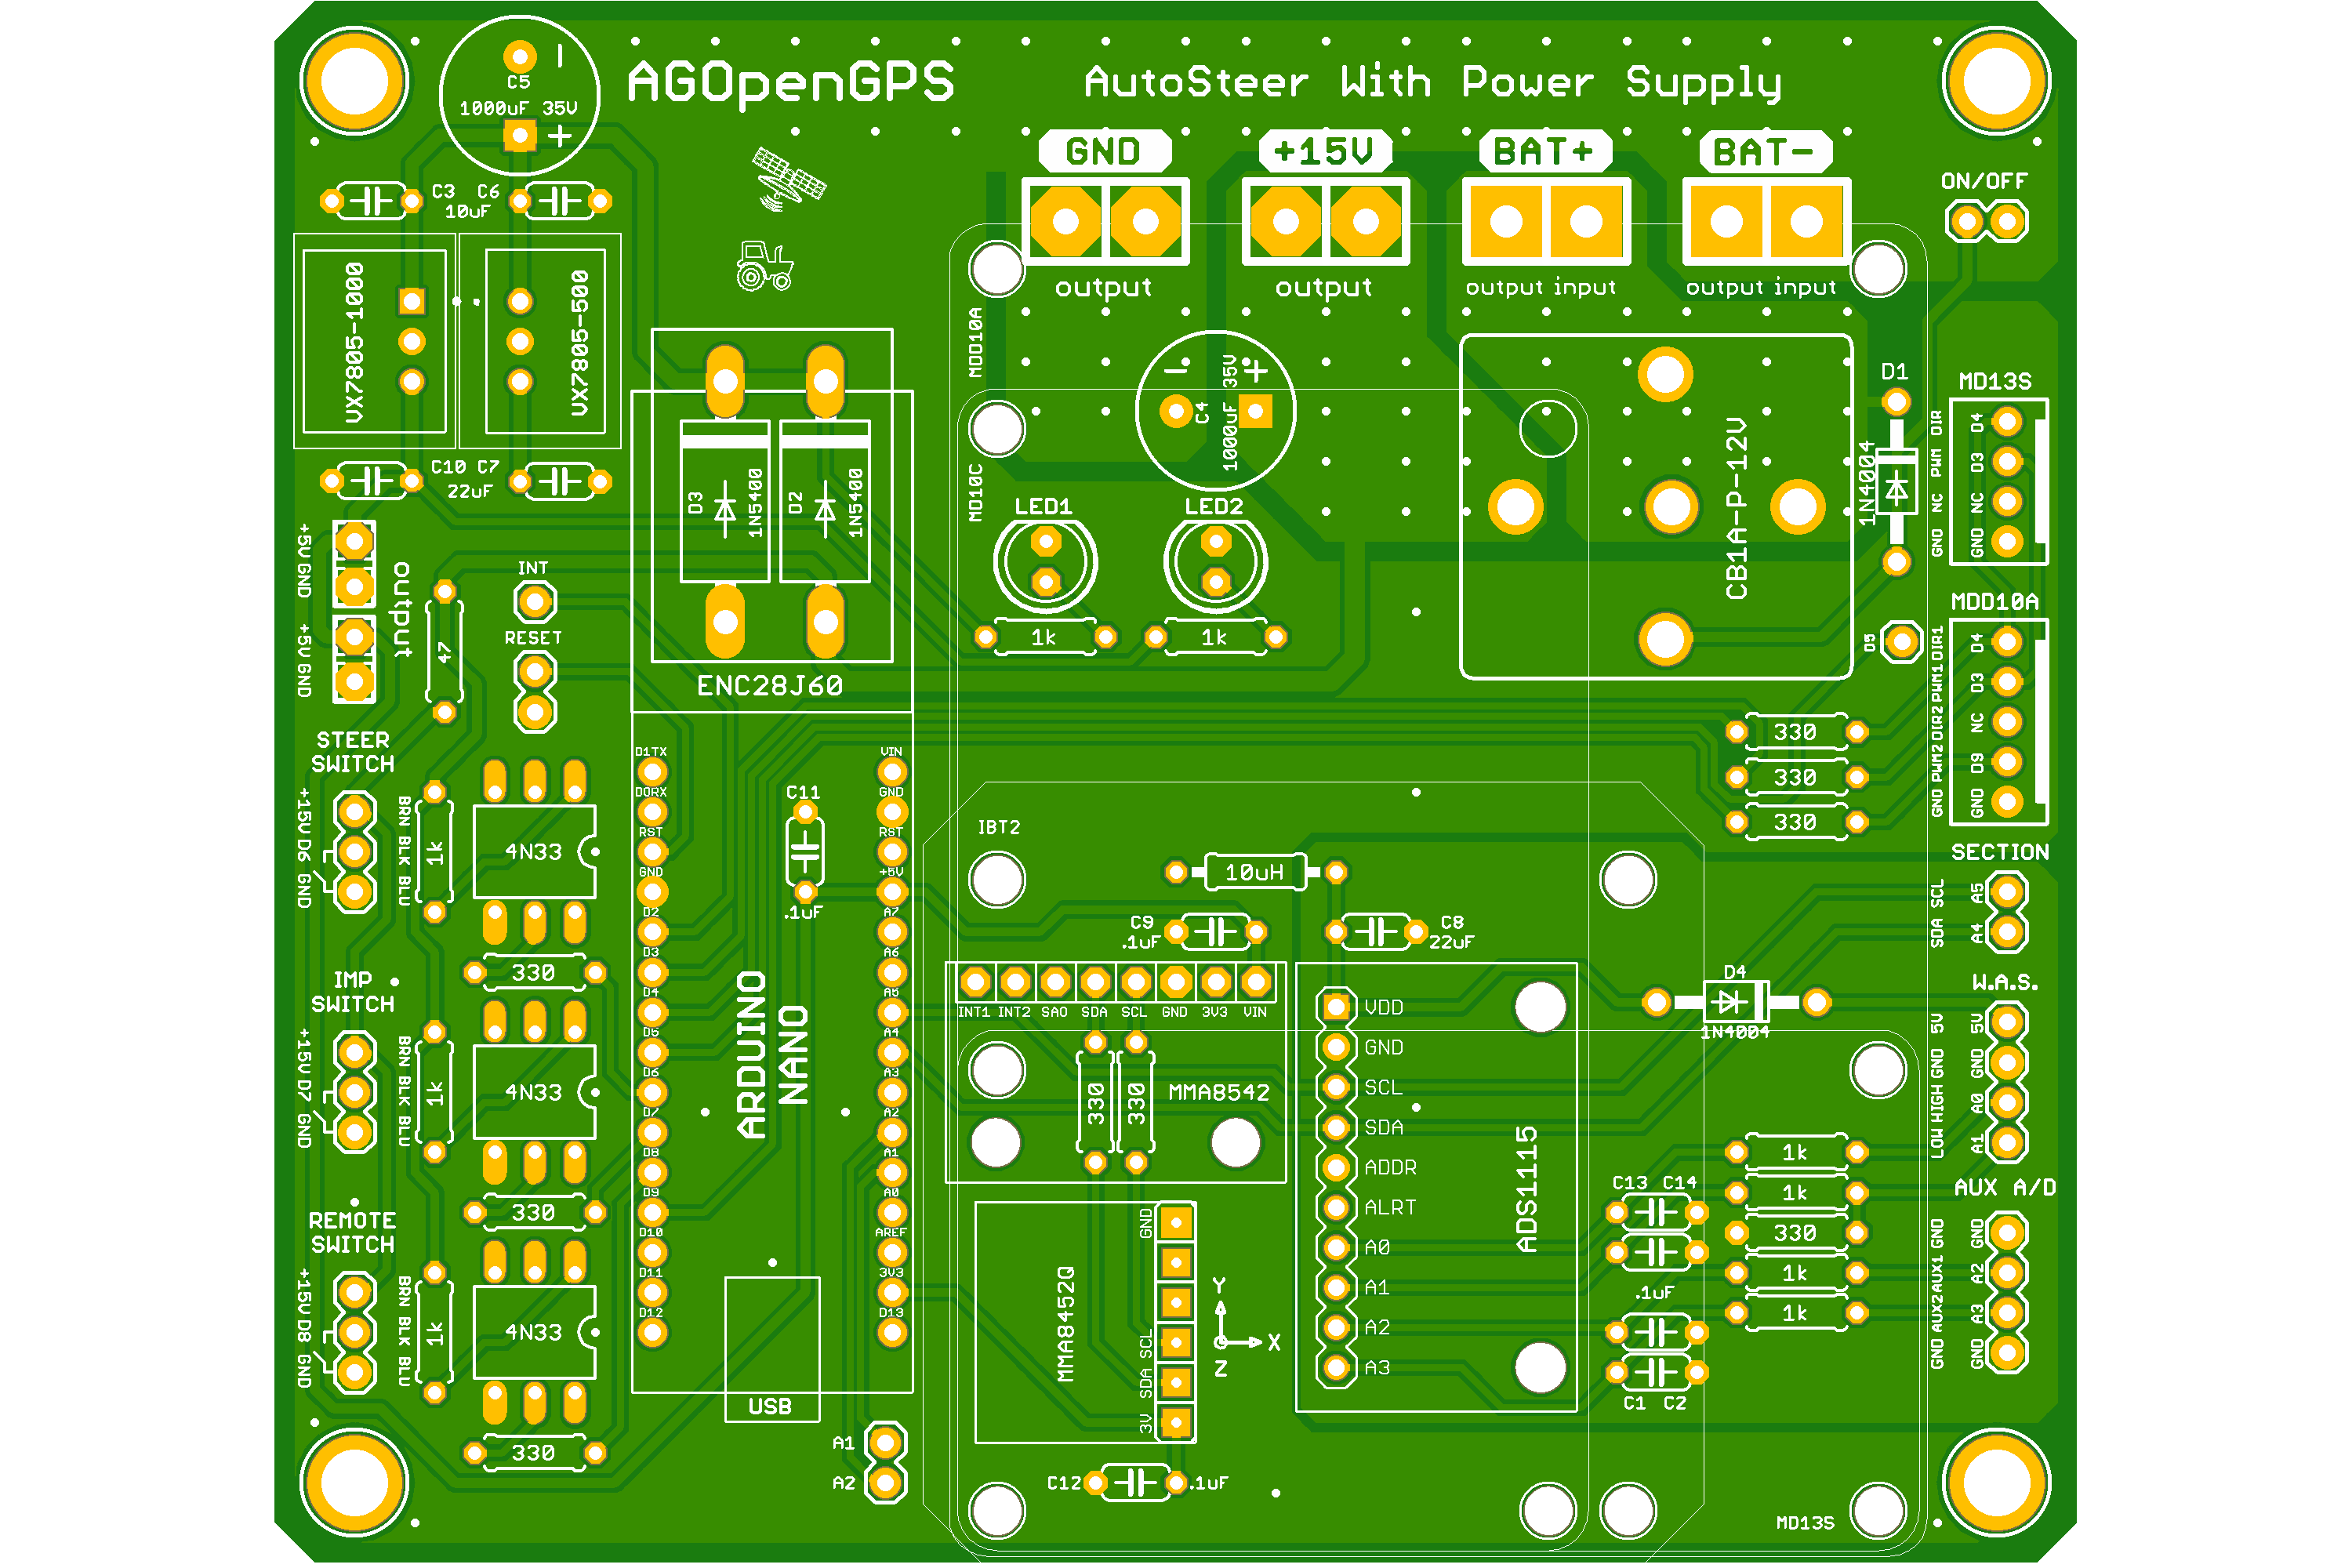 AGOpenGPS
AutoSteer With Power Supply
C5
1000uF 35V
GND
+15V
BAT+
BAT-
ON/OFF
output
output
output input
output input
C3 C6
10uF
VX7805-1000
VX7805-500
C10 C7
22uF
+5V GND
+5V GND
output
47
INT
RESET
D3
1N5400
D2
1N5400
ENC28J60
MDD10A
MD10C
C4
1000uF 35V
LED1
LED2
1k
1k
CB1A-P-12V
D1
1N4004
D5
MD13S
DIR
PWM
NC
GND
D4
D3
NC
GND
MDD10A
DIR1
PWM1
DIR2
PWM2
GND
D4
D3
NC
D9
GND
330
330
330
STEER
SWITCH
+15V D6 GND
BRN BLK BLU
1k
4N33
330
IMP
SWITCH
+15V D7 GND
BRN BLK BLU
1k
4N33
330
REMOTE
SWITCH
+15V D8 GND
BRN BLK BLU
1k
4N33
330
D1TX
D0RX
RST
GND
D2
D3
D4
D5
D6
D7
D8
D9
D10
D11
D12
VIN
GND
RST
+5V
A7
A6
A5
A4
A3
A2
A1
A0
AREF
3V3
D13
C11
.1uF
ARDUINO
NANO
USB
A1
A2
IBT2
10uH
C9
.1uF
C8
22uF
INT1 INT2 SAO SDA SCL GND 3V3 VIN
330
330
MMA8542
MMA8452Q
GND
SCL
SDA
3V
Y
X
Z
C12
.1uF
VDD
GND
SCL
SDA
ADDR
ALRT
A0
A1
A2
A3
ADS1115
D4
1N4004
SECTION
SCL
SDA
A5
A4
W.A.S.
5V
GND
HIGH
LOW
5V
GND
A0
A1
1k
1k
330
1k
1k
C13 C14
.1uF
C1 C2
AUX A/D
GND
AUX1
AUX2
GND
GND
A2
A3
GND
MD13S